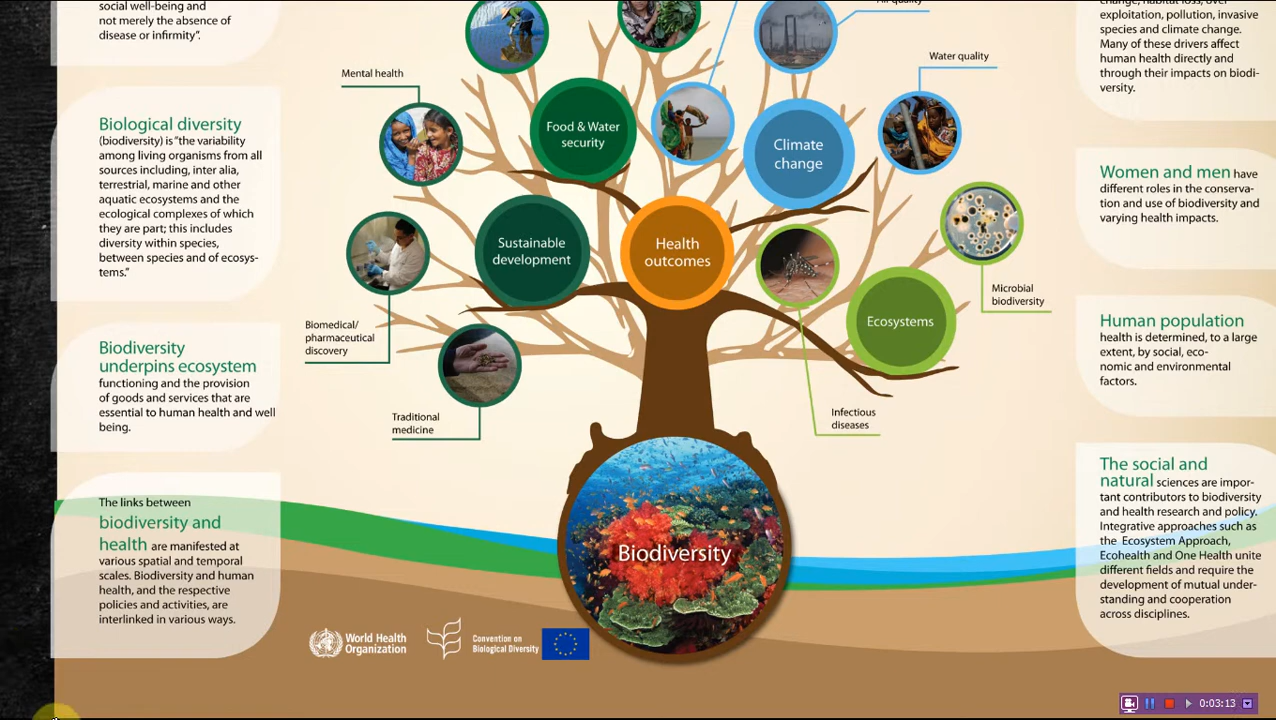 social well-being and
not merely the absence of
disease or infirmity”.
Biological diversity
(biodiversity) is “the variability
among living organisms from all
sources including, inter alia,
terrestrial, marine and other
aquatic ecosystems and the
ecological complexes of which
they are part; this includes
diversity within species,
between species and of ecosys-
tems.”
Biodiversity
underpins ecosystem
functioning and the provision
of goods and services that are
essential to human health and well
being.
The links between
biodiversity and
health are manifested at
various spatial and temporal
scales. Biodiversity and human
health, and the respective
policies and activities, are
interlinked in various ways.
Mental health
Food & Water
security
Climate
change
Water quality
Sustainable
development
Health
outcomes
Ecosystems
Microbial
biodiversity
Biomedical/
pharmaceutical
discovery
Traditional
medicine
Infectious
diseases
Biodiversity
World Health
Organization
Convention on
Biological Diversity
exploitation, pollution, invasive
species and climate change.
Many of these drivers affect
human health directly and
through their impacts on biodi-
versity.
Women and men have
different roles in the conserva-
tion and use of biodiversity and
varying health impacts.
Human population
health is determined, to a large
extent, by social, eco-
nomic and environmental
factors.
The social and
natural sciences are impor-
tant contributors to biodiversity
and health research and policy.
Integrative approaches such as
the Ecosystem Approach,
Ecohealth and One Health unite
different fields and require the
development of mutual under-
standing and cooperation
across disciplines.
0:03:13